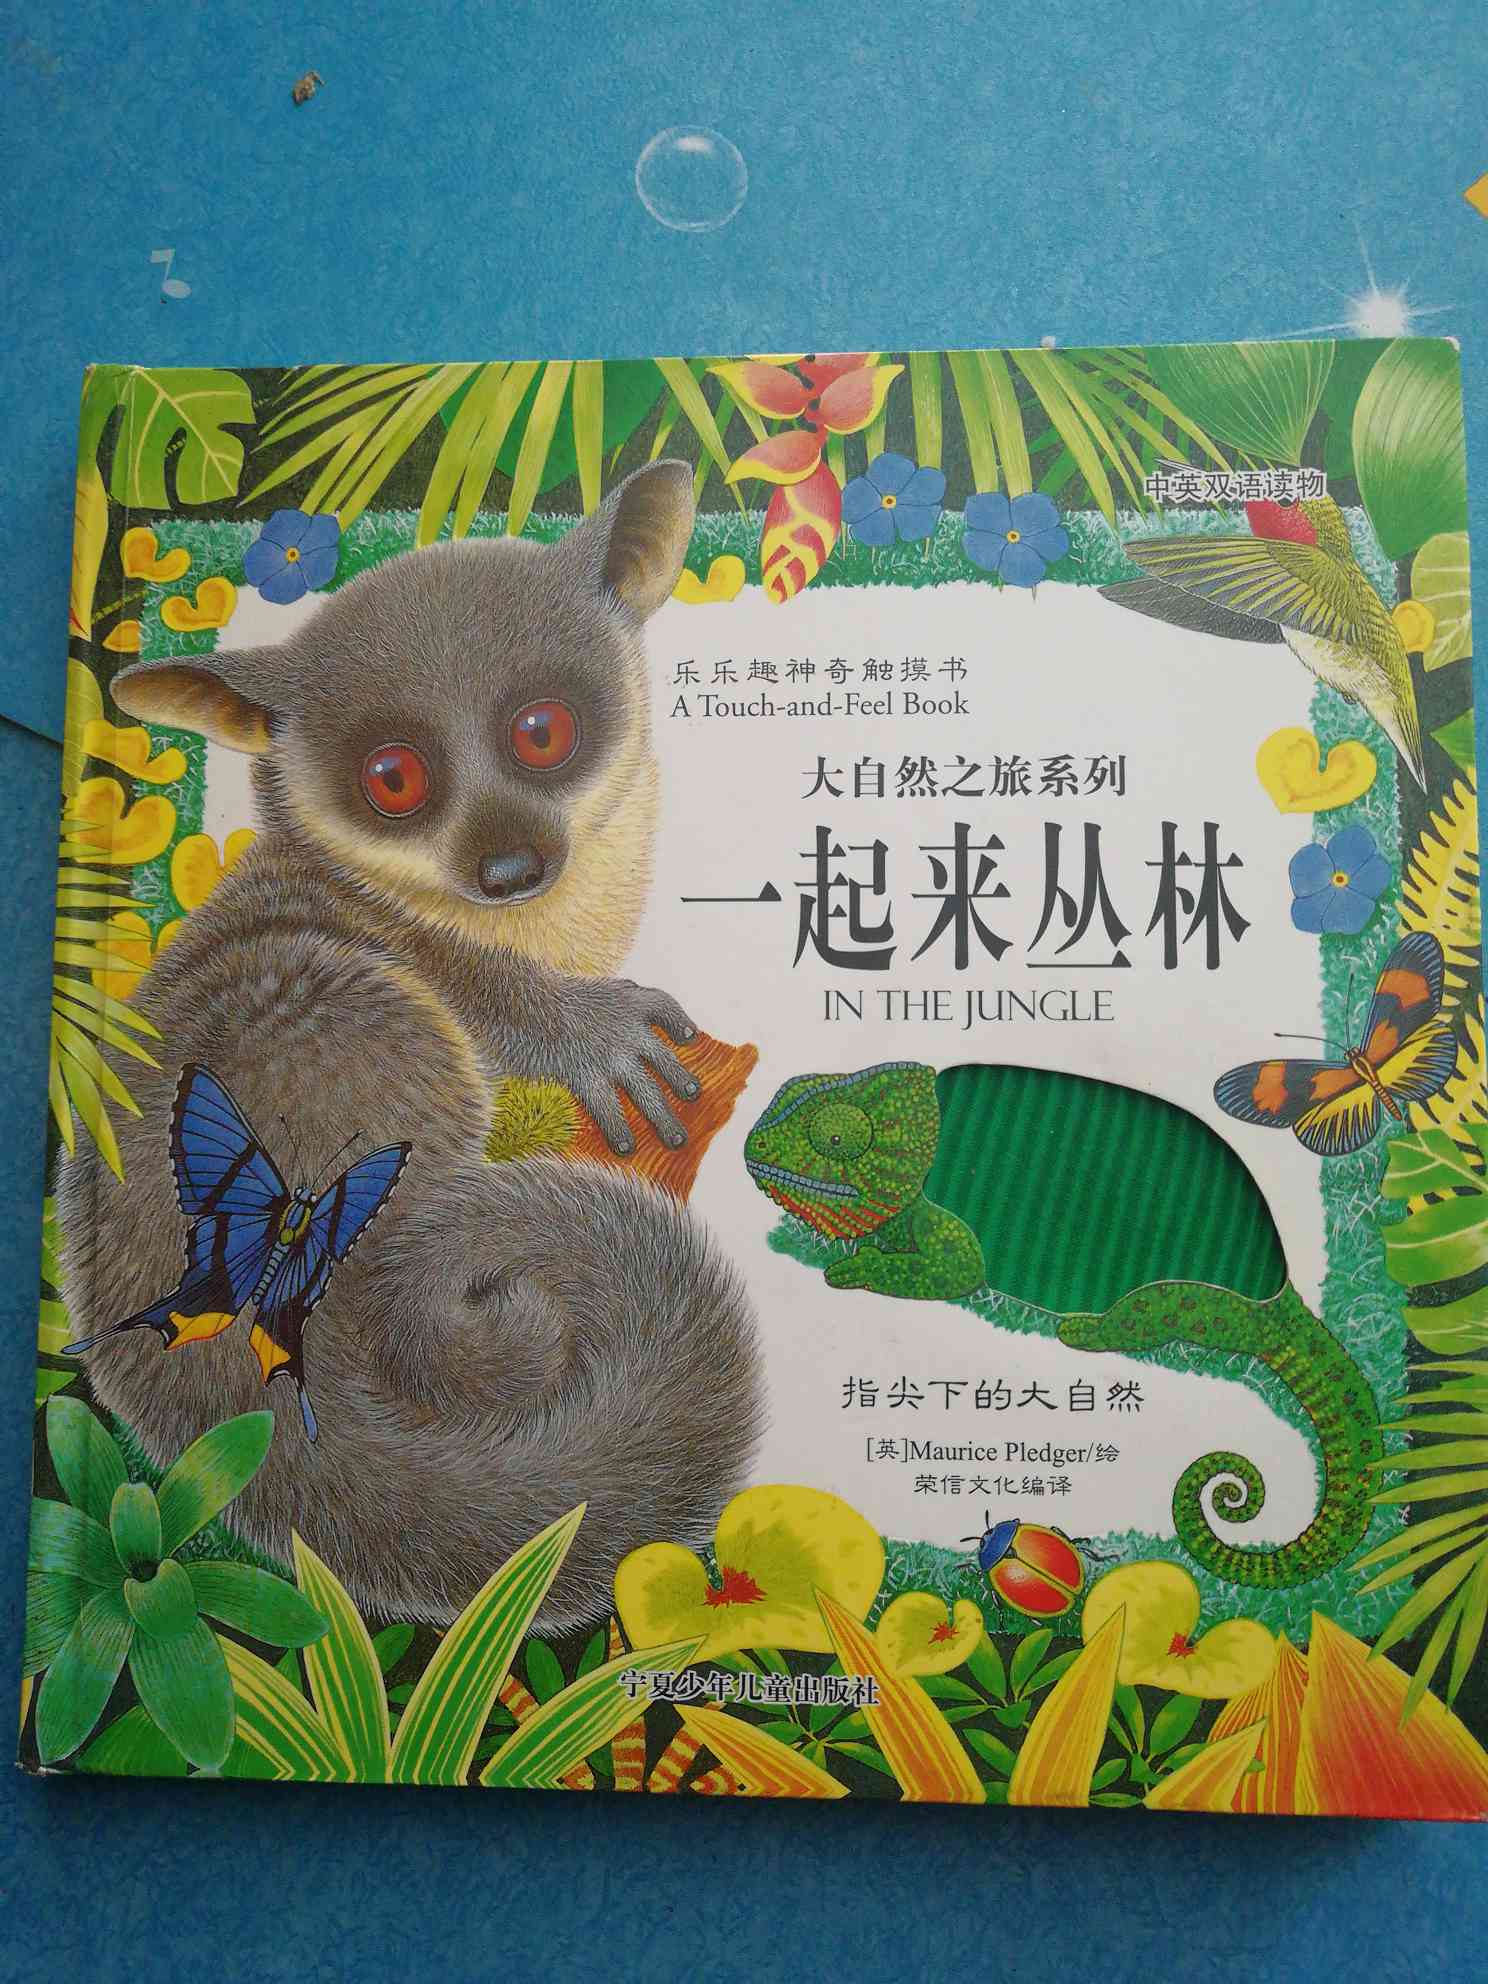 中英双语读物
乐乐趣神奇触摸书
A Touch-and-Feel Book
大自然之旅系列
一起来丛林
IN THE JUNGLE
指尖下的大自然
[英]Maurice Pledger/绘
荣信文化编译
宁夏少年儿童出版社